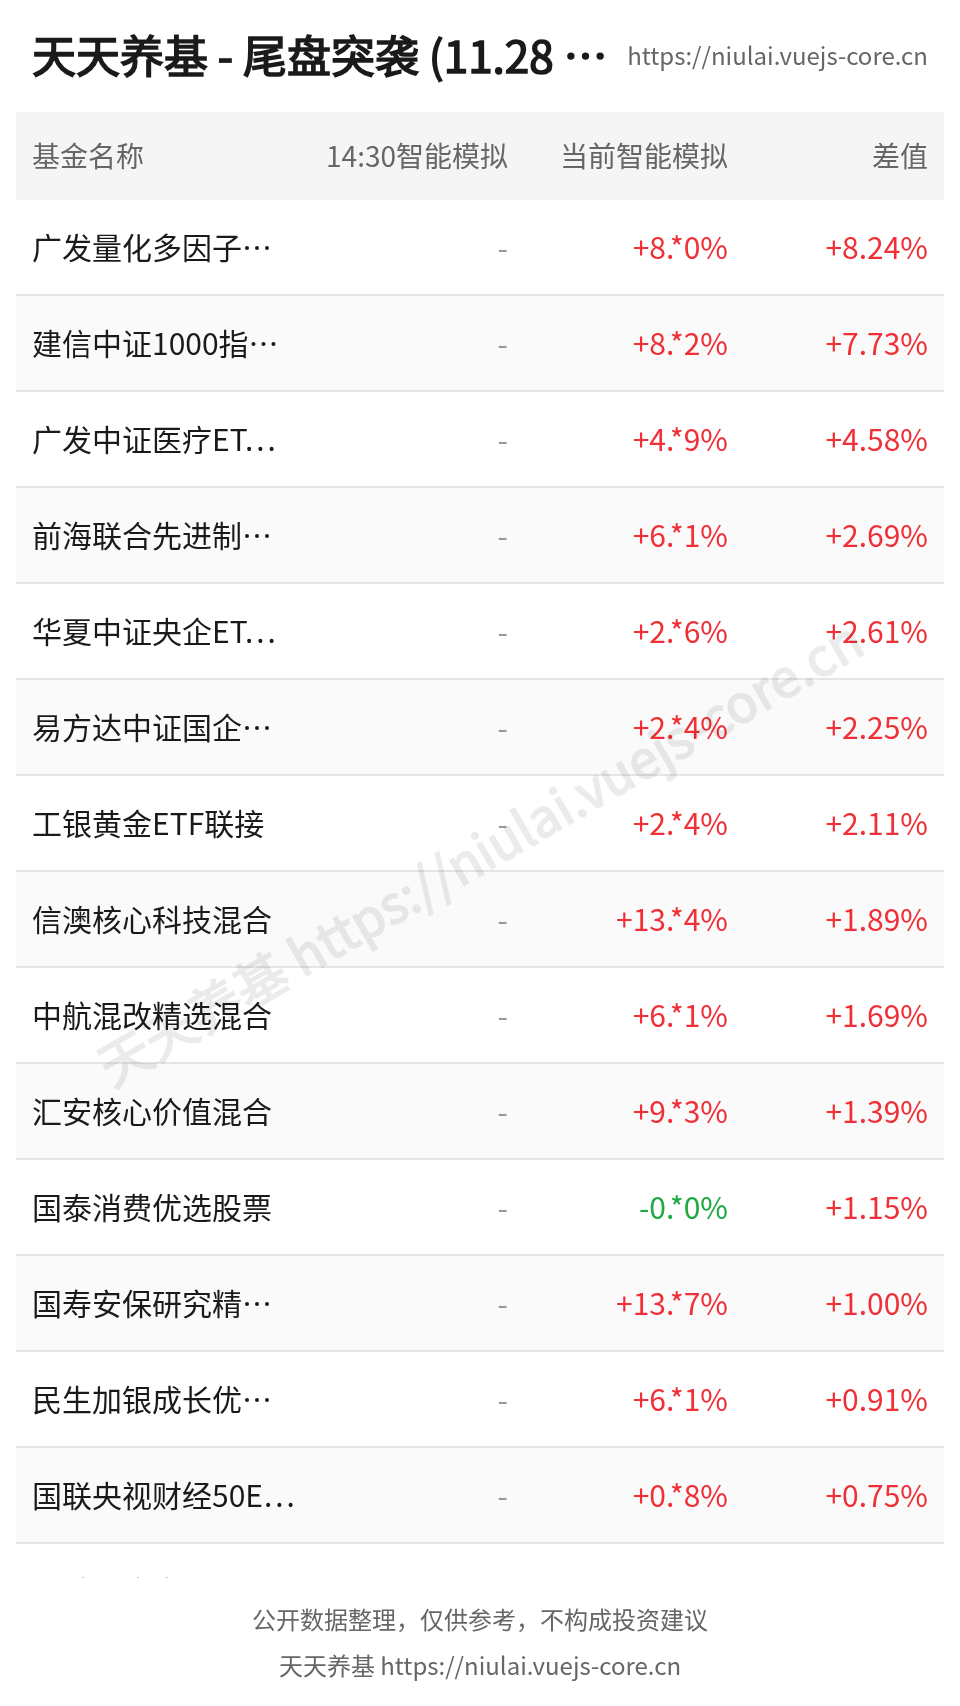 天天养基 - 尾盘突袭 (11.28 ··· https://niulai.vuejs-core.cn
基金名称 14:30智能模拟 当前智能模拟 差值
广发量化多因子··· - +8.*0% +8.24%
建信中证1000指··· - +8.*2% +7.73%
广发中证医疗ET... - +4.*9% +4.58%
前海联合先进制··· - +6.*1% +2.69%
华夏中证央企ET... - +2.*6% +2.61%
易方达中证国企··· - +2.*4% +2.25%
工银黄金ETF联接 - +2.*4% +2.11%
信澳核心科技混合 - +13.*4% +1.89%
中航混改精选混合 - +6.*1% +1.69%
汇安核心价值混合 - +9.*3% +1.39%
国泰消费优选股票 - -0.*0% +1.15%
国寿安保研究精··· - +13.*7% +1.00%
民生加银成长优··· - +6.*1% +0.91%
国联央视财经50E... - +0.*8% +0.75%
天天养基 https://niulai.vuejs-core.cn
公开数据整理，仅供参考，不构成投资建议
天天养基 https://niulai.vuejs-core.cn